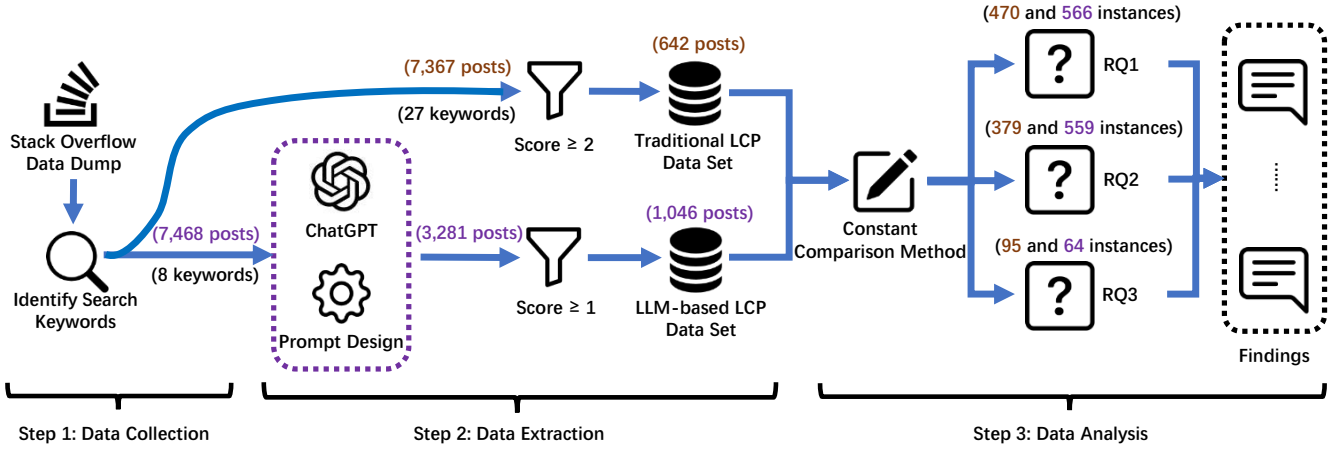 Stack Overflow
Data Dump
Identify Search
Keywords
(7,367 posts)
(27 keywords)
(7,468 posts)
(8 keywords)
ChatGPT
Prompt Design
(3,281 posts)
Score ≥ 2
Score ≥ 1
(642 posts)
Traditional LCP
Data Set
(1,046 posts)
LLM-based LCP
Data Set
Constant
Comparison Method
(470 and 566 instances)
? RQ1
(379 and 559 instances)
? RQ2
(95 and 64 instances)
? RQ3
Findings
Step 1: Data Collection
Step 2: Data Extraction
Step 3: Data Analysis